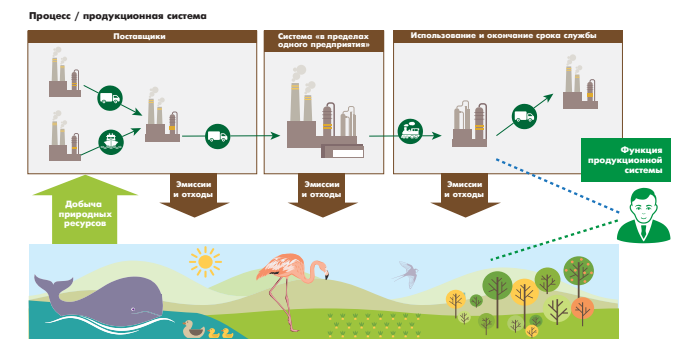 Процесс / продукционная система
Поставщики
Система «в пределах
одного предприятия»
Использование и окончание срока службы
Функция
продукционной
системы
Добыча
природных
ресурсов
Эмиссии
и отходы
Эмиссии
и отходы
Эмиссии
и отходы